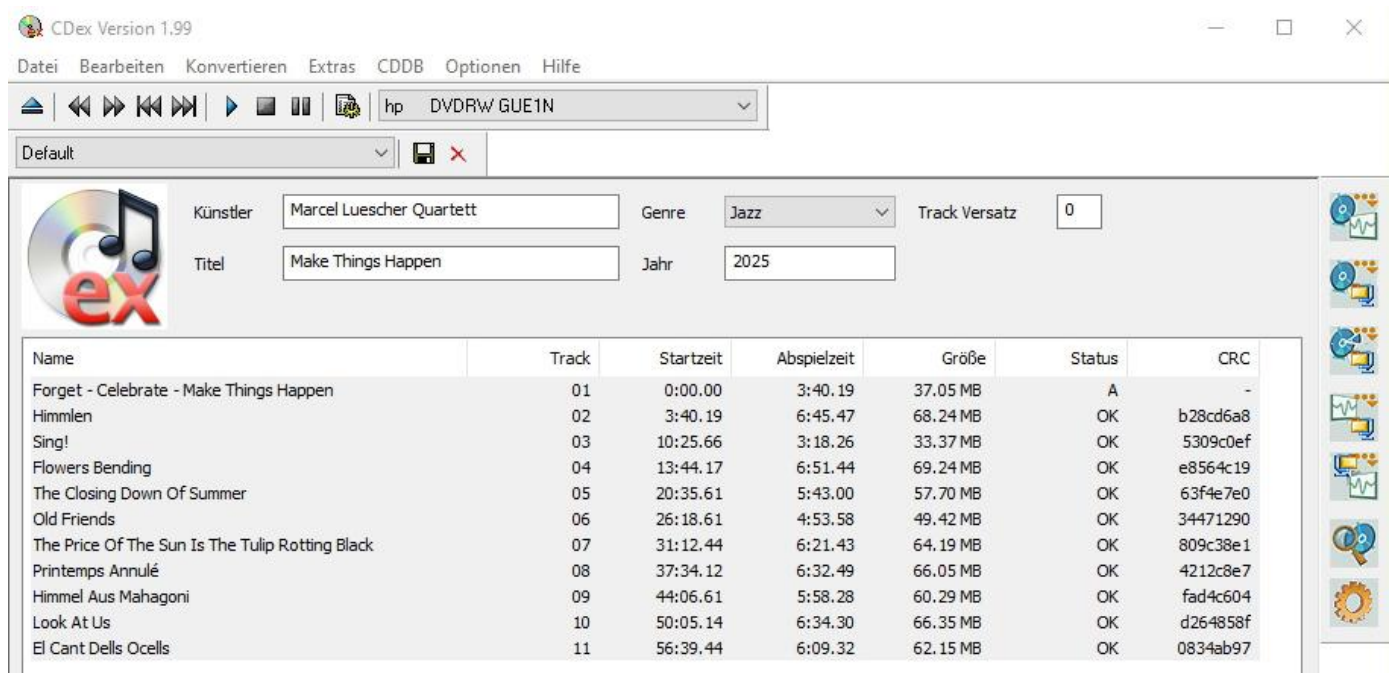 CDex Version 1.99
Datei Bearbeiten Konvertieren Extras CDDB Optionen Hilfe
hp DVDRW GUE1N
Default
ex
Künstler Marcel Luescher Quartett Genre Jazz Track Versatz 0
Titel Make Things Happen Jahr 2025
Name Track Startzeit Abspielzeit Größe Status CRC
Forget - Celebrate - Make Things Happen 01 0:00.00 3:40.19 37.05 MB A -
Himmlen 02 3:40.19 6:45.47 68.24 MB OK b28cd6a8
Sing! 03 10:25.66 3:18.26 33.37 MB OK 5309c0ef
Flowers Bending 04 13:44.17 6:51.44 69.24 MB OK e8564c19
The Closing Down Of Summer 05 20:35.61 5:43.00 57.70 MB OK 63f4e7e0
Old Friends 06 26:18.61 4:53.58 49.42 MB OK 34471290
The Price Of The Sun Is The Tulip Rotting Black 07 31:12.44 6:21.43 64.19 MB OK 809c38e1
Printemps Annulé 08 37:34.12 6:32.49 66.05 MB OK 4212c8e7
Himmel Aus Mahagoni 09 44:06.61 5:58.28 60.29 MB OK fad4c604
Look At Us 10 50:05.14 6:34.30 66.35 MB OK d264858f
El Cant Dells Ocells 11 56:39.44 6:09.32 62.15 MB OK 0834ab97